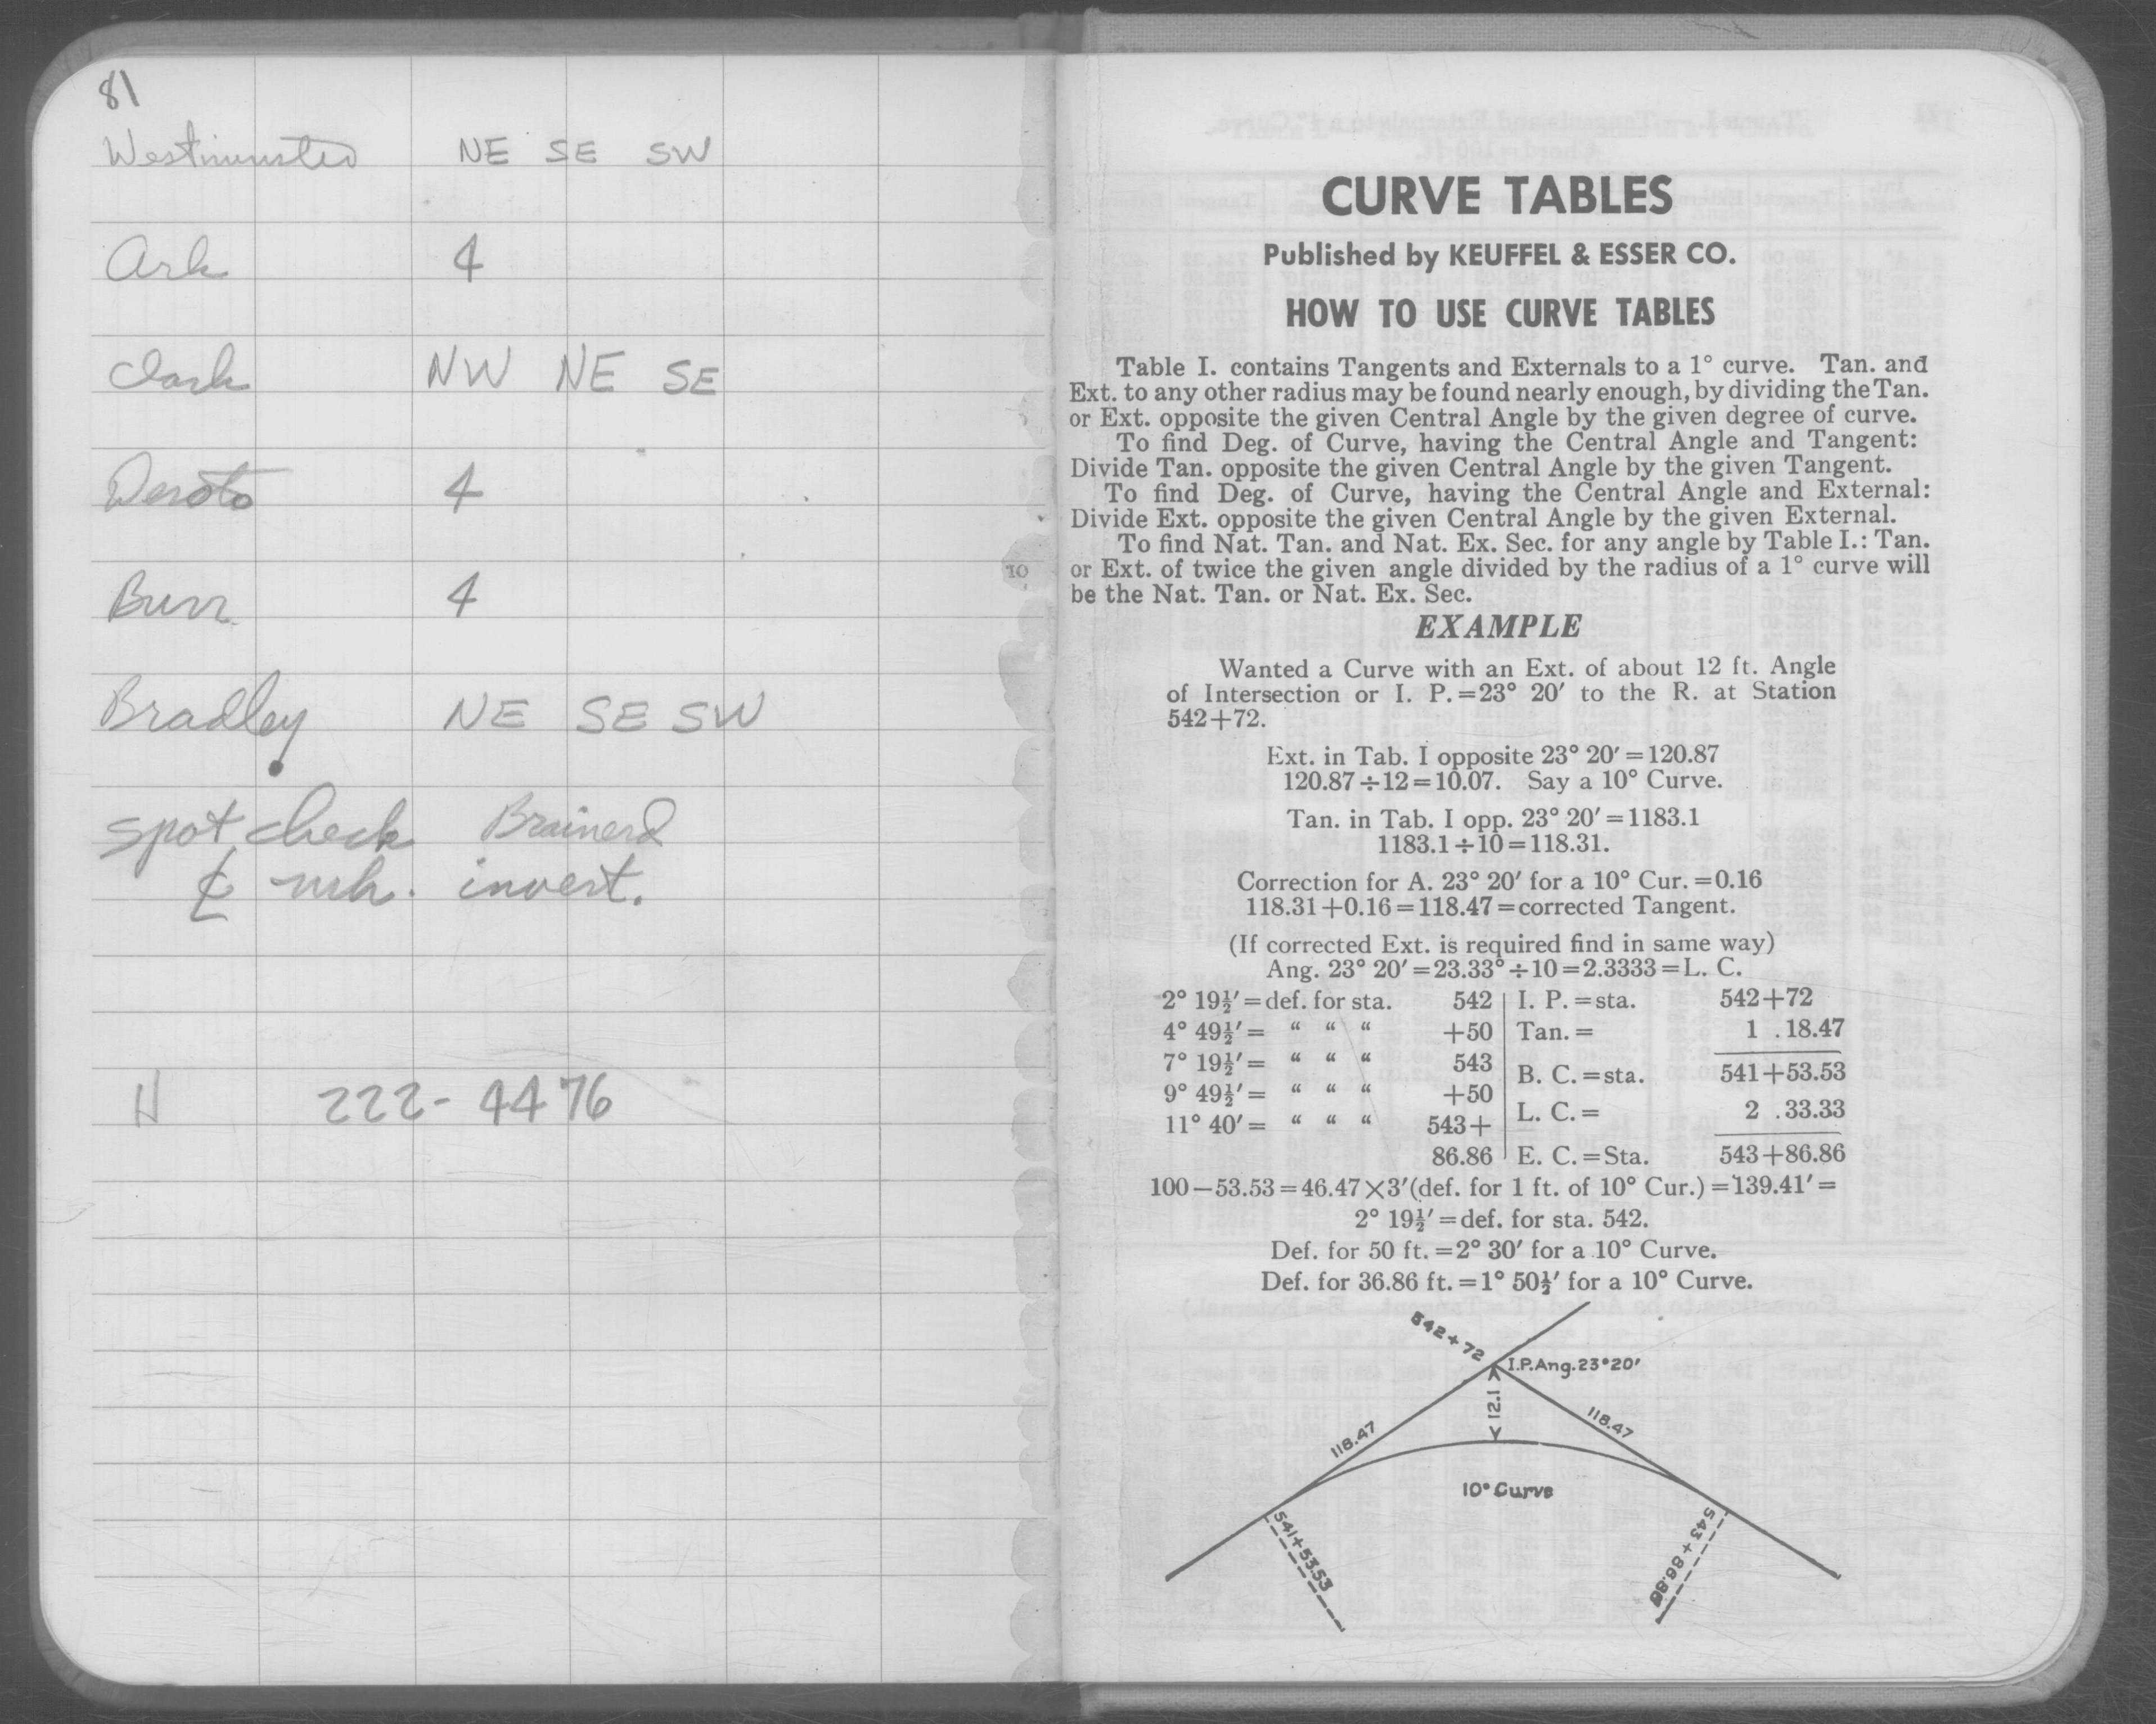 81
Westminster NE SE SW
Ark 4
Clark NW NE SE
Desoto 4
Burr 4
Bradley NE SE SW
spot check Brainerd
℄ mh. invert.
H 222-4476
10
CURVE TABLES
Published by KEUFFEL & ESSER CO.
HOW TO USE CURVE TABLES
Table I. contains Tangents and Externals to a 1° curve. Tan. and
Ext. to any other radius may be found nearly enough, by dividing the Tan.
or Ext. opposite the given Central Angle by the given degree of curve.
To find Deg. of Curve, having the Central Angle and Tangent:
Divide Tan. opposite the given Central Angle by the given Tangent.
To find Deg. of Curve, having the Central Angle and External:
Divide Ext. opposite the given Central Angle by the given External.
To find Nat. Tan. and Nat. Ex. Sec. for any angle by Table I.: Tan.
or Ext. of twice the given angle divided by the radius of a 1° curve will
be the Nat. Tan. or Nat. Ex. Sec.
EXAMPLE
Wanted a Curve with an Ext. of about 12 ft. Angle
of Intersection or I. P.=23° 20′ to the R. at Station
542+72.
Ext. in Tab. I opposite 23° 20′=120.87
120.87÷12=10.07. Say a 10° Curve.
Tan. in Tab. I opp. 23° 20′=1183.1
1183.1÷10=118.31.
Correction for A. 23° 20′ for a 10° Cur.=0.16
118.31+0.16=118.47=corrected Tangent.
(If corrected Ext. is required find in same way)
Ang. 23° 20′=23.33°÷10=2.3333=L. C.
2° 19½′=def. for sta. 542 I. P.=sta. 542+72
4° 49½′= “ “ “ +50 Tan.= 1 .18.47
7° 19½′= “ “ “ 543 B. C.=sta. 541+53.53
9° 49½′= “ “ “ +50 L. C.= 2 .33.33
11° 40′= “ “ “ 543+
86.86 E. C.=Sta. 543+86.86
100−53.53=46.47×3′(def. for 1 ft. of 10° Cur.)=139.41′=
2° 19½′=def. for sta. 542.
Def. for 50 ft.=2° 30′ for a 10° Curve.
Def. for 36.86 ft.=1° 50½′ for a 10° Curve.
542+72
I.P.Ang.23°20′
12.1
118.47
118.47
10° Curve
541+53.53
543+86.86